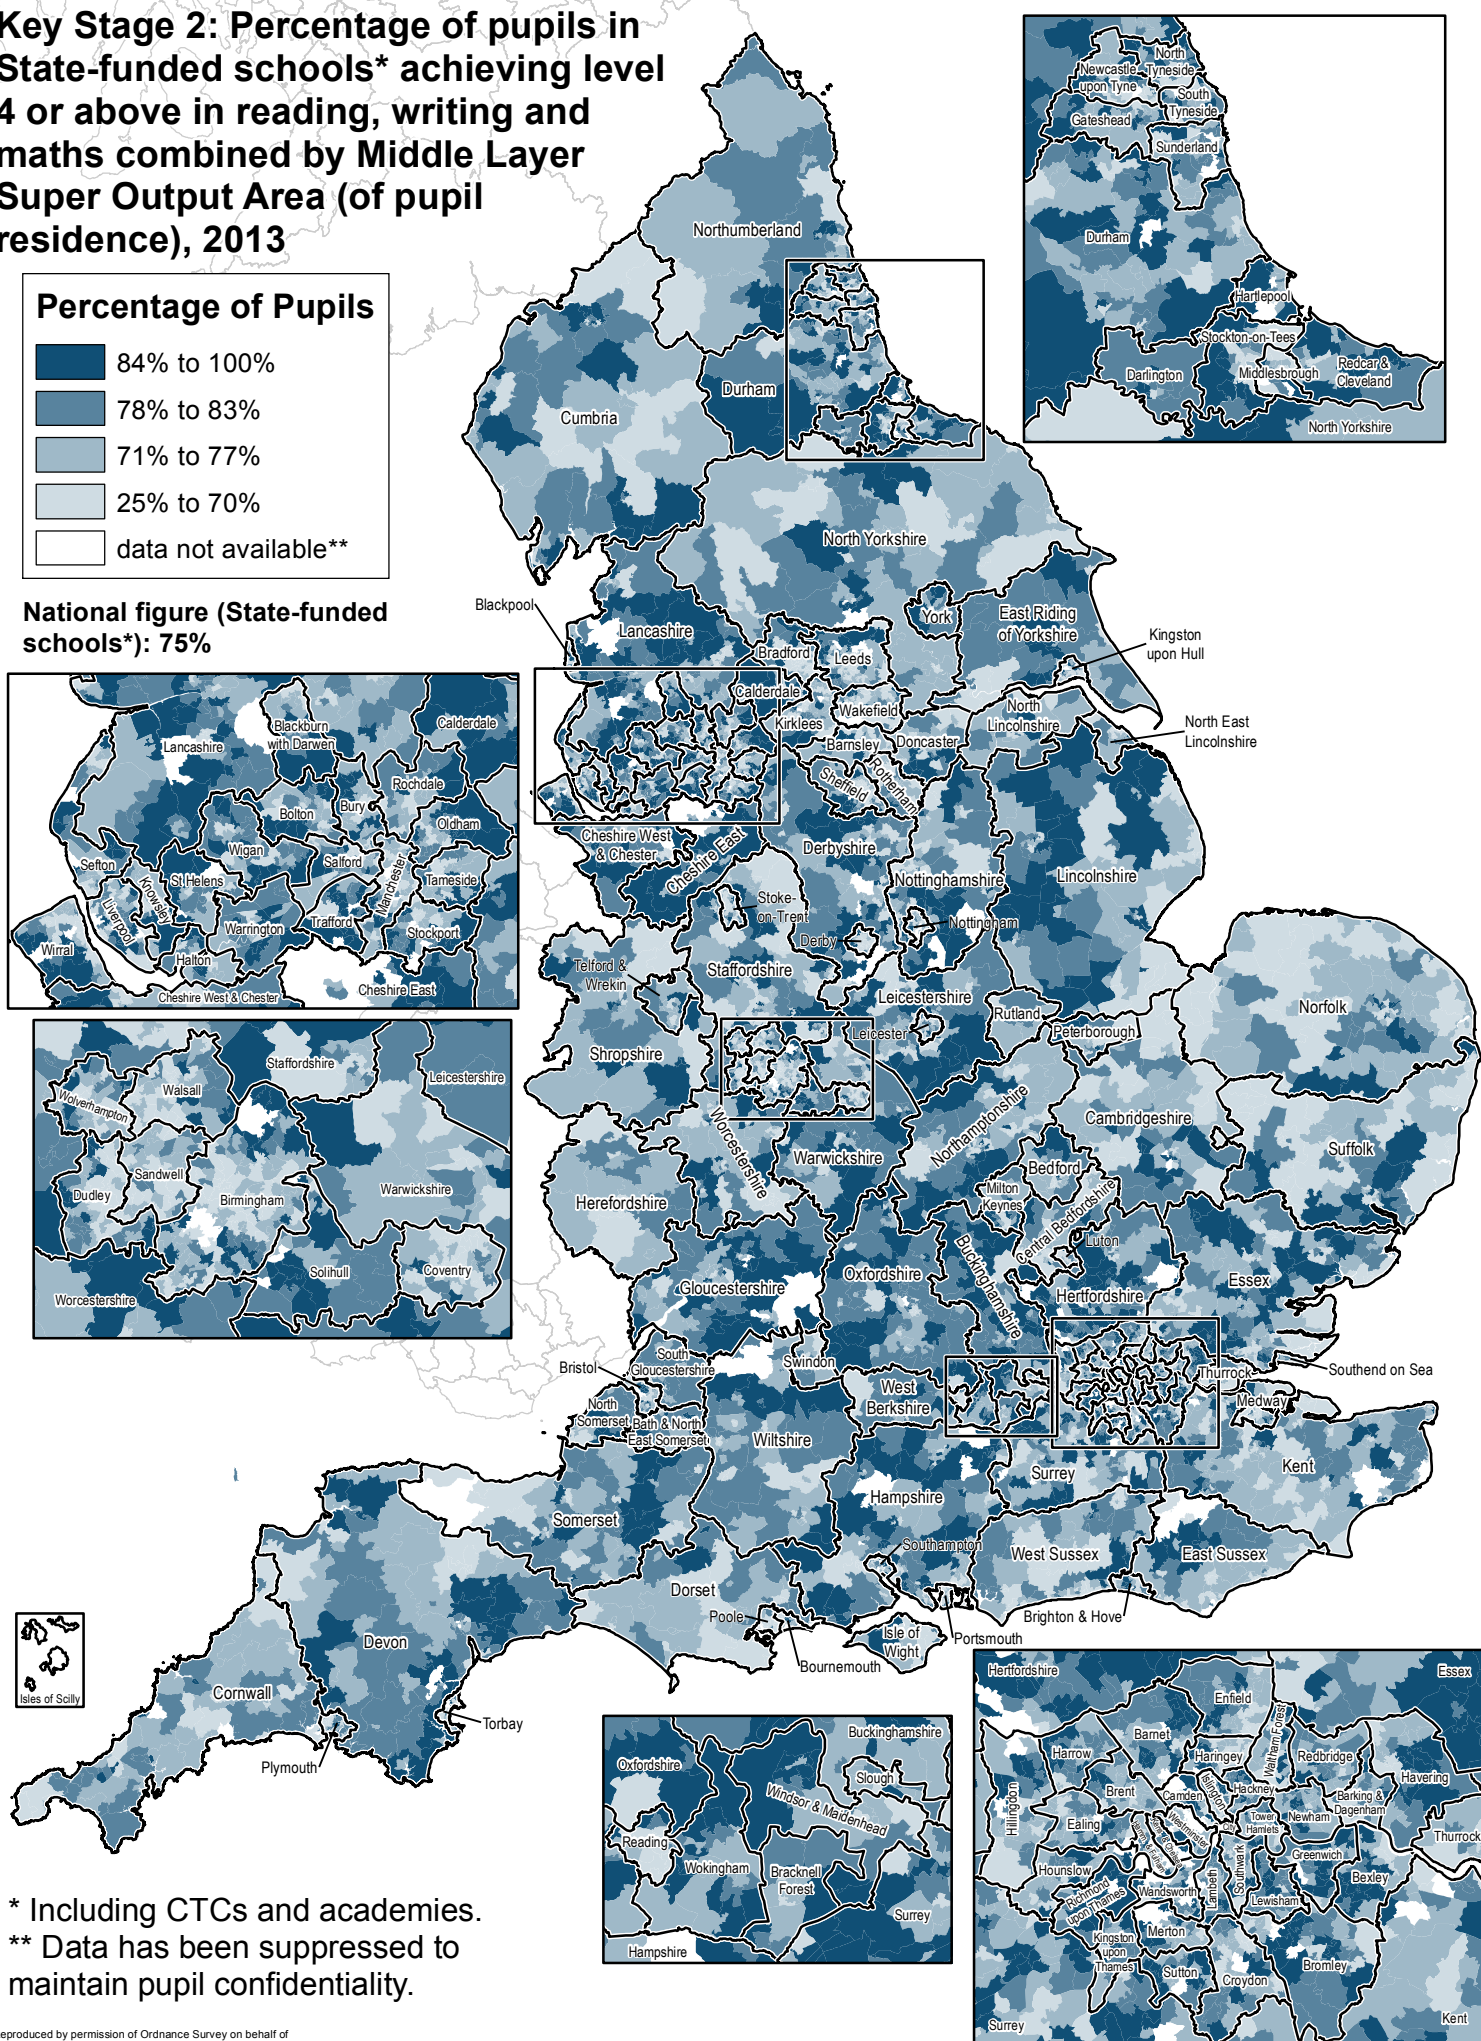 Key Stage 2: Percentage of pupils in
State-funded schools* achieving level
4 or above in reading, writing and
maths combined by Middle Layer
Super Output Area (of pupil
residence), 2013
Percentage of Pupils
84% to 100%
78% to 83%
71% to 77%
25% to 70%
data not available**
National figure (State-funded
schools*): 75%
North
Tyneside
Newcastle
upon Tyne
South
Tyneside
Gateshead
Sunderland
Durham
Hartlepool
Stockton-on-Tees
Darlington
Middlesbrough
Redcar &
Cleveland
North Yorkshire
Northumberland
Durham
Cumbria
North Yorkshire
Blackpool
Lancashire
York
East Riding
of Yorkshire
Kingston
upon Hull
Bradford
Leeds
Calderdale
Wakefield
Kirklees
North
Lincolnshire
North East
Lincolnshire
Barnsley
Doncaster
Sheffield
Rotherham
Cheshire West
& Chester
Cheshire East
Derbyshire
Nottinghamshire
Lincolnshire
Stoke-
on-Trent
Nottingham
Derby
Telford &
Wrekin
Staffordshire
Leicestershire
Rutland
Norfolk
Leicester
Peterborough
Shropshire
Worcestershire
Warwickshire
Northamptonshire
Cambridgeshire
Suffolk
Herefordshire
Bedford
Milton
Keynes
Central Bedfordshire
Luton
Buckinghamshire
Gloucestershire
Oxfordshire
Hertfordshire
Essex
South
Gloucestershire
Swindon
Bristol
Thurrock
Southend on Sea
North
Somerset
Bath & North
East Somerset
West
Berkshire
Medway
Wiltshire
Surrey
Kent
Hampshire
Somerset
Southampton
West Sussex
East Sussex
Dorset
Poole
Brighton & Hove
Isle of
Wight
Portsmouth
Bournemouth
Devon
Cornwall
Isles of Scilly
Torbay
Plymouth
Lancashire
Blackburn
with Darwen
Calderdale
Rochdale
Bolton
Bury
Oldham
Wigan
Sefton
Salford
St Helens
Knowsley
Manchester
Tameside
Liverpool
Trafford
Warrington
Stockport
Wirral
Halton
Cheshire West & Chester
Cheshire East
Staffordshire
Leicestershire
Walsall
Wolverhampton
Sandwell
Dudley
Birmingham
Warwickshire
Solihull
Coventry
Worcestershire
Buckinghamshire
Oxfordshire
Slough
Windsor & Maidenhead
Reading
Wokingham
Bracknell
Forest
Surrey
Hampshire
Hertfordshire
Essex
Enfield
Barnet
Harrow
Haringey
Waltham Forest
Redbridge
Havering
Brent
Camden
Islington
Hackney
Barking &
Dagenham
Hillingdon
Ealing
Westminster
City
Tower
Hamlets
Newham
Thurrock
Hamm & Fulham
Kens & Chelsea
Hounslow
Greenwich
Bexley
Richmond
upon Thames
Wandsworth
Lambeth
Southwark
Lewisham
Merton
Kingston
upon
Thames
Sutton
Croydon
Bromley
Surrey
Kent
* Including CTCs and academies.
** Data has been suppressed to
maintain pupil confidentiality.
eproduced by permission of Ordnance Survey on behalf of